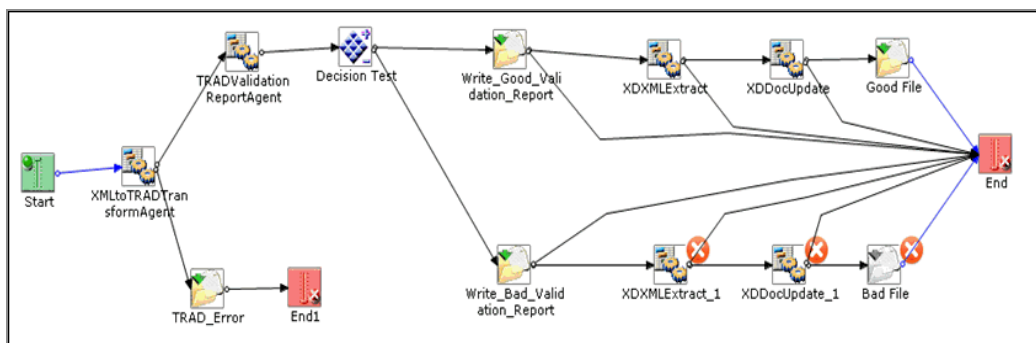 TRADValidation
ReportAgent
Decision Test
Write_Good_Vali
dation_Report
XDXMLExtract
XDDocUpdate
Good File
Start
XMLtoTRADTran
sformAgent
End
TRAD_Error
End1
Write_Bad_Valid
ation_Report
XDXMLExtract_1
XDDocUpdate_1
Bad File